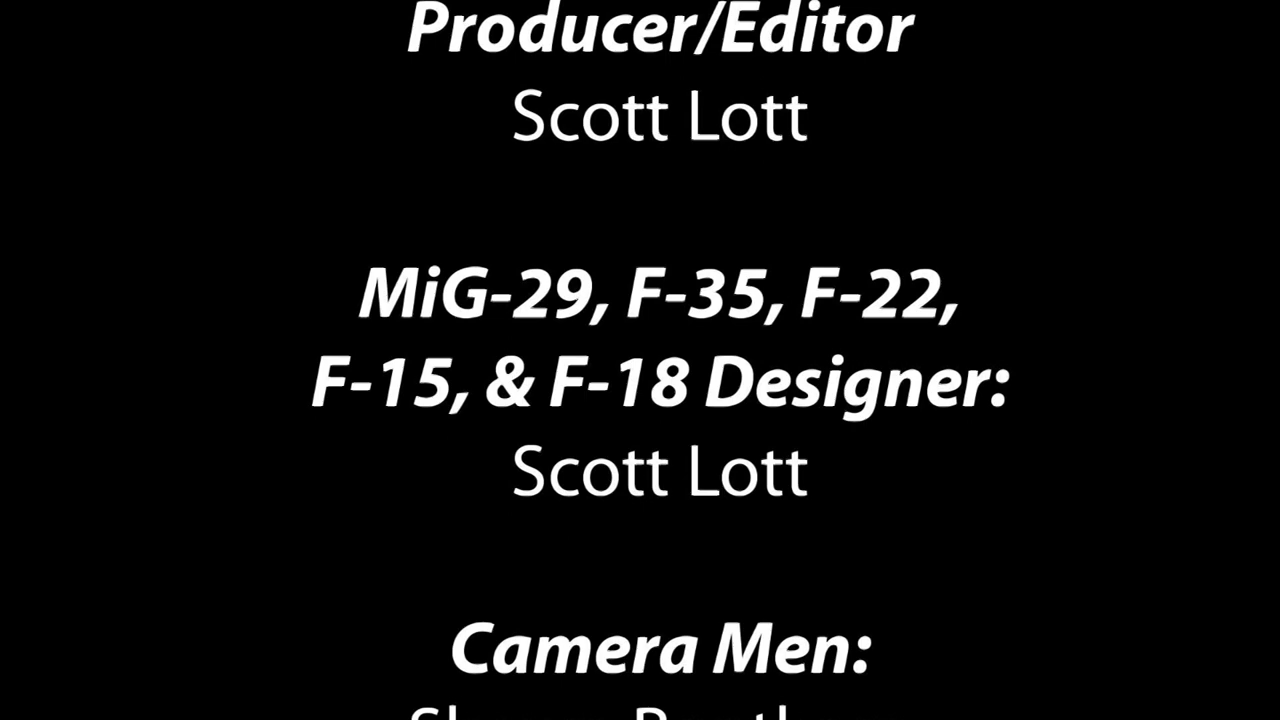 Producer/Editor
Scott Lott
MiG-29, F-35, F-22,
F-15, & F-18 Designer:
Scott Lott
Camera Men: